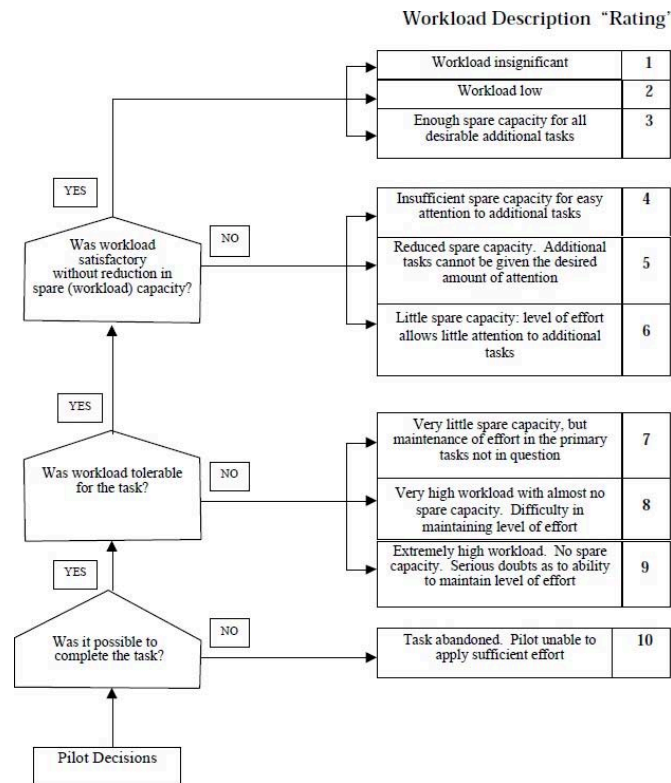 Workload Description "Rating"
Workload insignificant 1
Workload low 2
Enough spare capacity for all 3
desirable additional tasks
YES
Insufficient spare capacity for easy 4
attention to additional tasks
NO
Was workload
satisfactory
without reduction in
spare (workload) capacity?
Reduced spare capacity. Additional
tasks cannot be given the desired 5
amount of attention
Little spare capacity: level of effort
allows little attention to additional 6
tasks
YES
Very little spare capacity, but
maintenance of effort in the primary 7
tasks not in question
NO
Was workload tolerable
for the task?
Very high workload with almost no
spare capacity. Difficulty in 8
maintaining level of effort
Extremely high workload. No spare
capacity. Serious doubts as to ability 9
to maintain level of effort
YES
NO
Was it possible to
complete the task?
Task abandoned. Pilot unable to 10
apply sufficient effort
Pilot Decisions